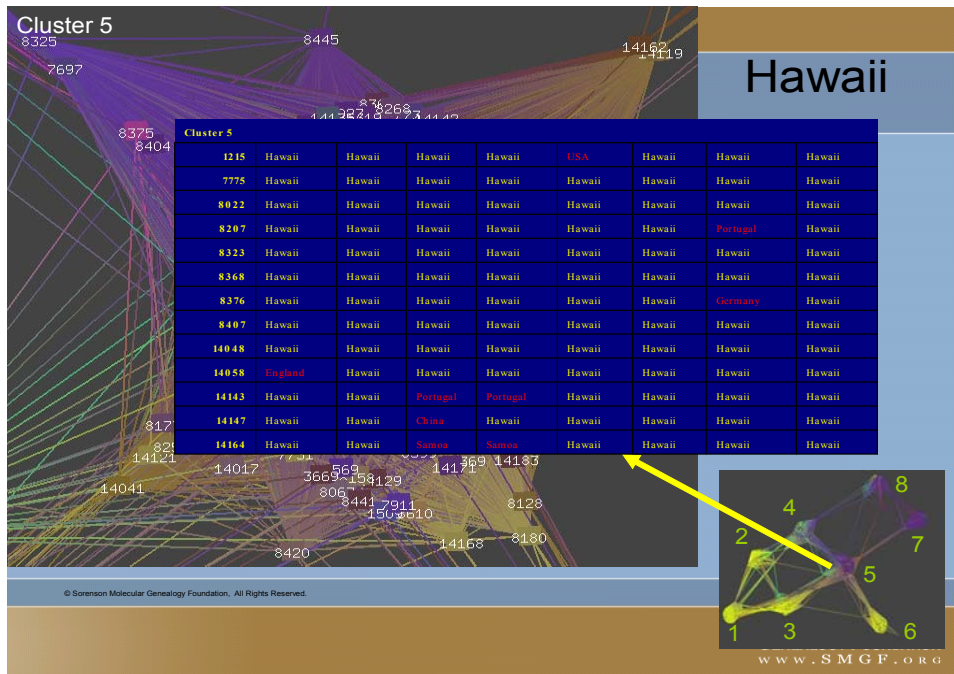 Cluster 5
8325
8445
14162
14119
7697
8268
8375
8404
Hawaii
Cluster 5
1215 Hawaii Hawaii Hawaii Hawaii USA Hawaii Hawaii Hawaii
7775 Hawaii Hawaii Hawaii Hawaii Hawaii Hawaii Hawaii Hawaii
8022 Hawaii Hawaii Hawaii Hawaii Hawaii Hawaii Hawaii Hawaii
8207 Hawaii Hawaii Hawaii Hawaii Hawaii Hawaii Portugal Hawaii
8323 Hawaii Hawaii Hawaii Hawaii Hawaii Hawaii Hawaii Hawaii
8368 Hawaii Hawaii Hawaii Hawaii Hawaii Hawaii Hawaii Hawaii
8376 Hawaii Hawaii Hawaii Hawaii Hawaii Hawaii Germany Hawaii
8407 Hawaii Hawaii Hawaii Hawaii Hawaii Hawaii Hawaii Hawaii
14048 Hawaii Hawaii Hawaii Hawaii Hawaii Hawaii Hawaii Hawaii
14058 England Hawaii Hawaii Hawaii Hawaii Hawaii Hawaii Hawaii
14143 Hawaii Hawaii Portugal Portugal Hawaii Hawaii Hawaii Hawaii
14147 Hawaii Hawaii China Hawaii Hawaii Hawaii Hawaii Hawaii
14164 Hawaii Hawaii Samoa Samoa Hawaii Hawaii Hawaii Hawaii
14121
14017
14171
14183
14041
8441
7911
8128
14168
8180
8420
8
4
2
7
5
1
3
6
© Sorenson Molecular Genealogy Foundation, All Rights Reserved.
WWW.SMGF.ORG